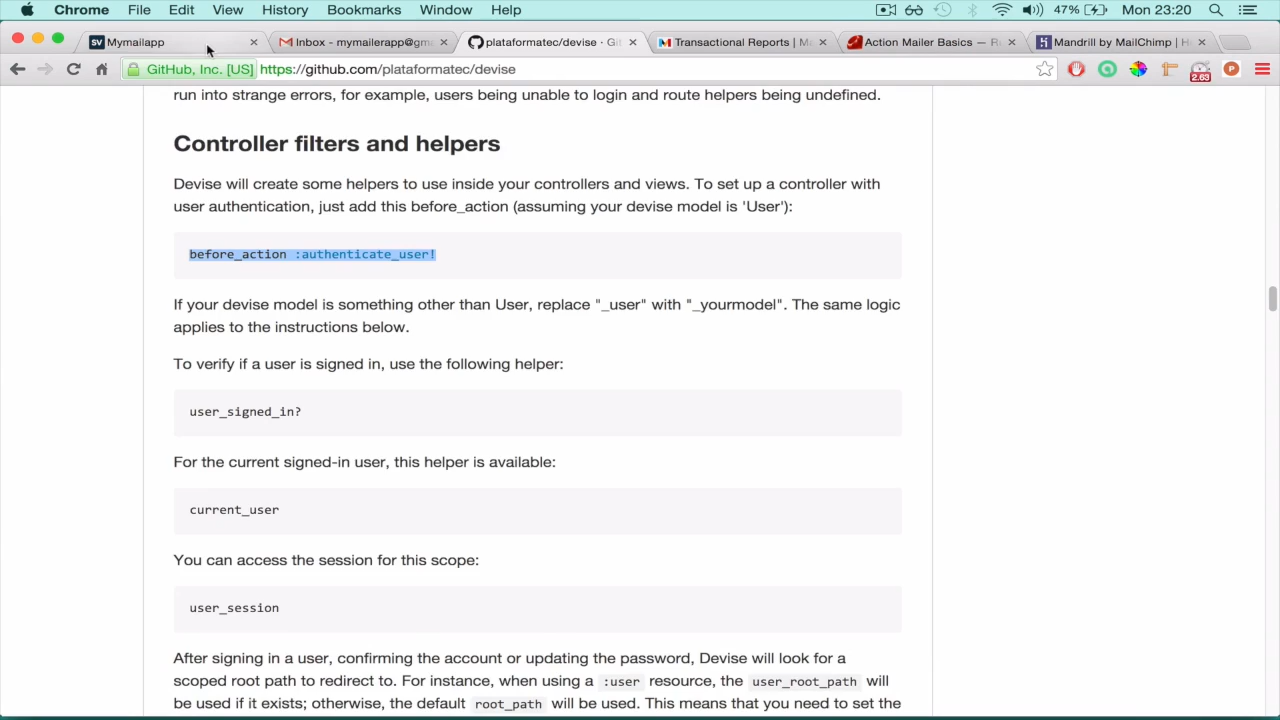 Chrome File Edit View History Bookmarks Window Help 47% Mon 23:20
SV Mymailapp Inbox - mymailerapp@gma plataformatec/devise · Git Transactional Reports | Ma Action Mailer Basics — Ru Mandrill by MailChimp | He
GitHub, Inc. [US] https://github.com/plataformatec/devise 2.63 P
run into strange errors, for example, users being unable to login and route helpers being undefined.
Controller filters and helpers
Devise will create some helpers to use inside your controllers and views. To set up a controller with
user authentication, just add this before_action (assuming your devise model is 'User'):
before_action :authenticate_user!
If your devise model is something other than User, replace "_user" with "_yourmodel". The same logic
applies to the instructions below.
To verify if a user is signed in, use the following helper:
user_signed_in?
For the current signed-in user, this helper is available:
current_user
You can access the session for this scope:
user_session
After signing in a user, confirming the account or updating the password, Devise will look for a
scoped root path to redirect to. For instance, when using a :user resource, the user_root_path will
be used if it exists; otherwise, the default root_path will be used. This means that you need to set the